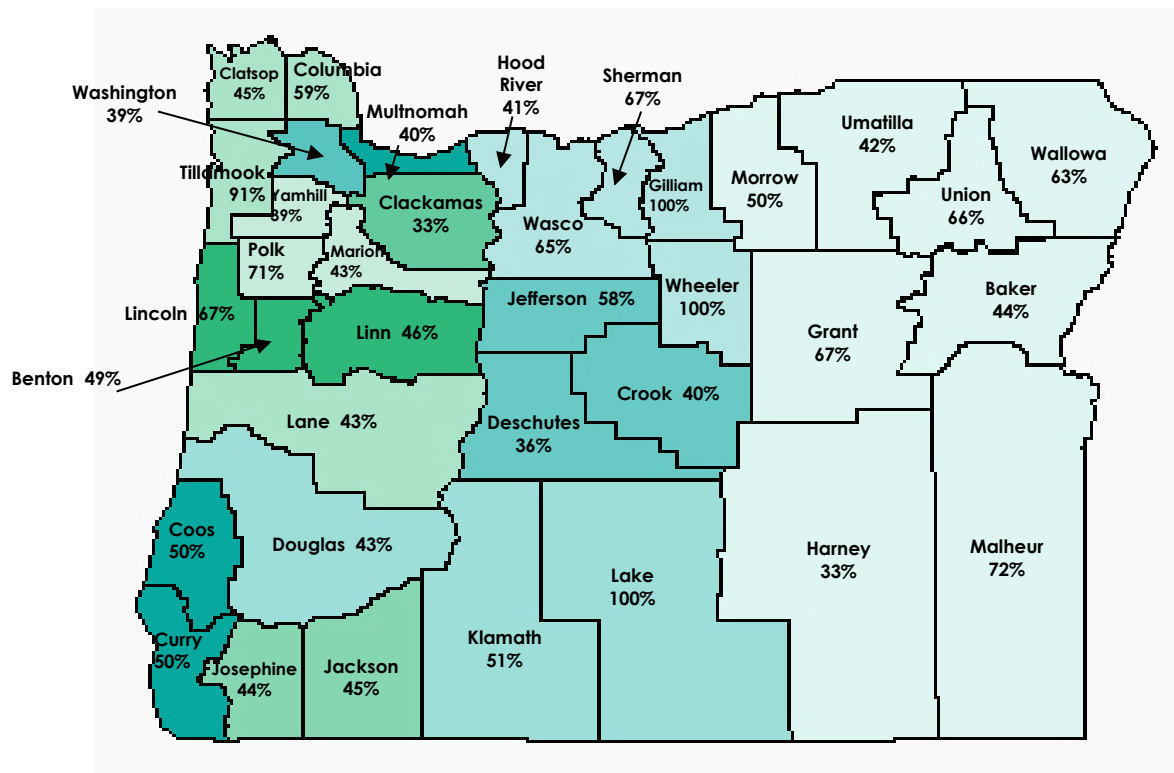 Clatsop
45%
Columbia
59%
Washington
39%
Multnomah
40%
Hood
River
41%
Sherman
67%
Umatilla
42%
Wallowa
63%
Tillamook
91%
Yamhill
39%
Clackamas
33%
Wasco
65%
Gilliam
100%
Morrow
50%
Union
66%
Polk
71%
Marion
43%
Wheeler
100%
Baker
44%
Lincoln 67%
Benton 49%
Linn 46%
Jefferson 58%
Grant
67%
Crook 40%
Lane 43%
Deschutes
36%
Coos
50%
Douglas 43%
Lake
100%
Harney
33%
Malheur
72%
Curry
50%
Josephine
44%
Jackson
45%
Klamath
51%